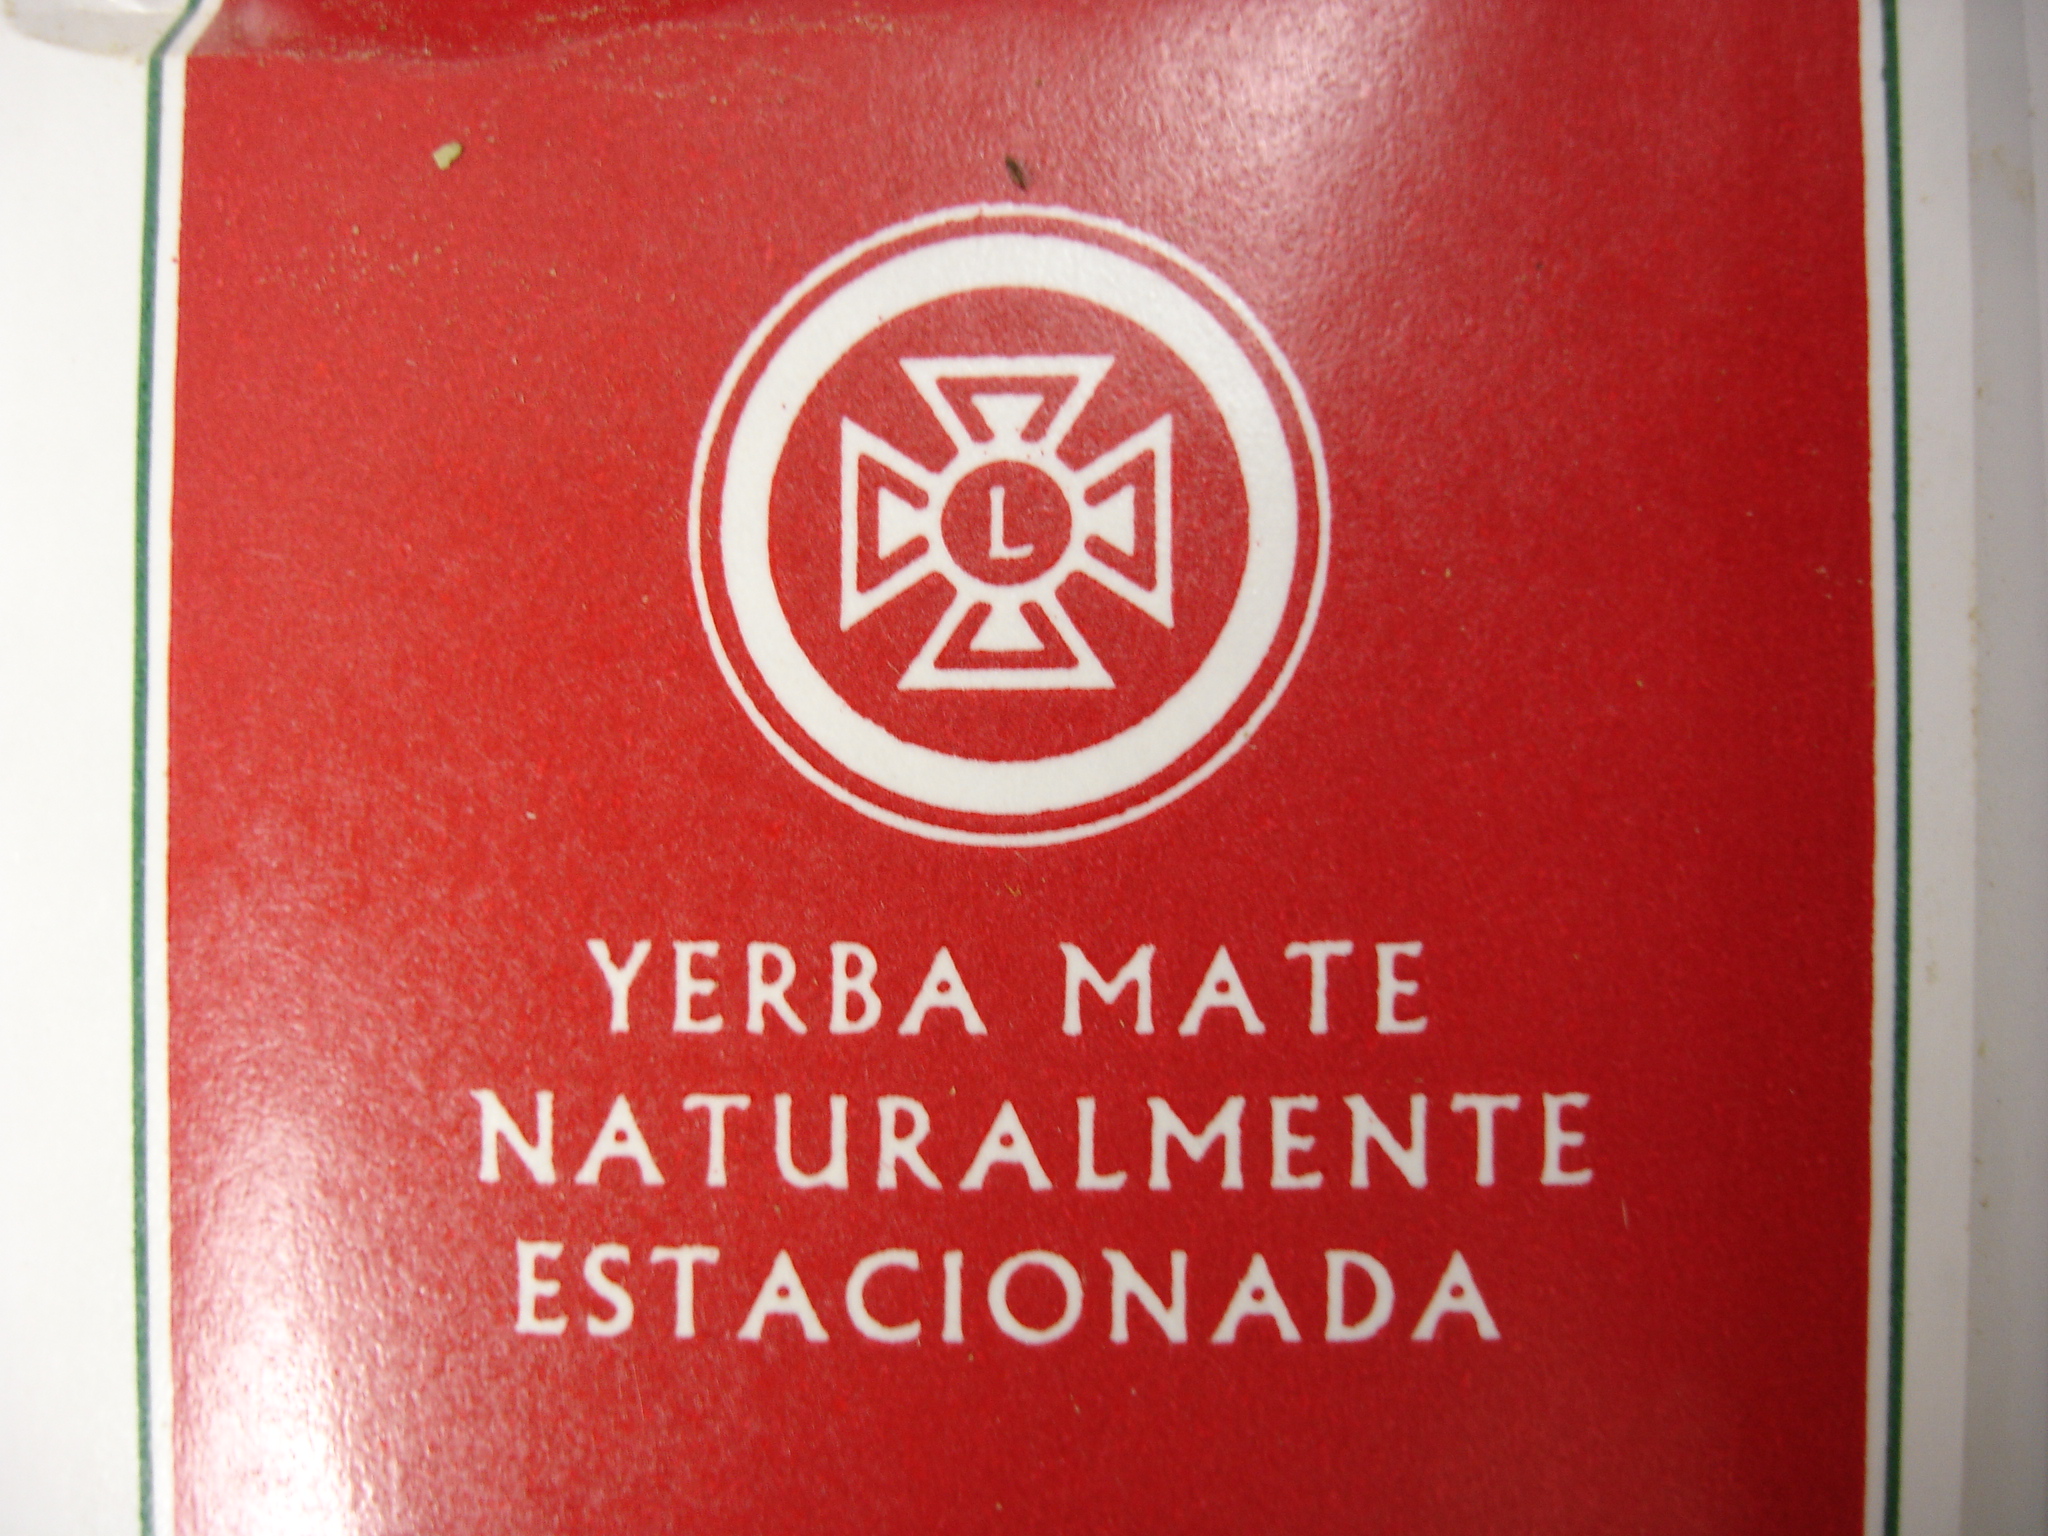 L
YERBA MATE
NATURALMENTE
ESTACIONADA